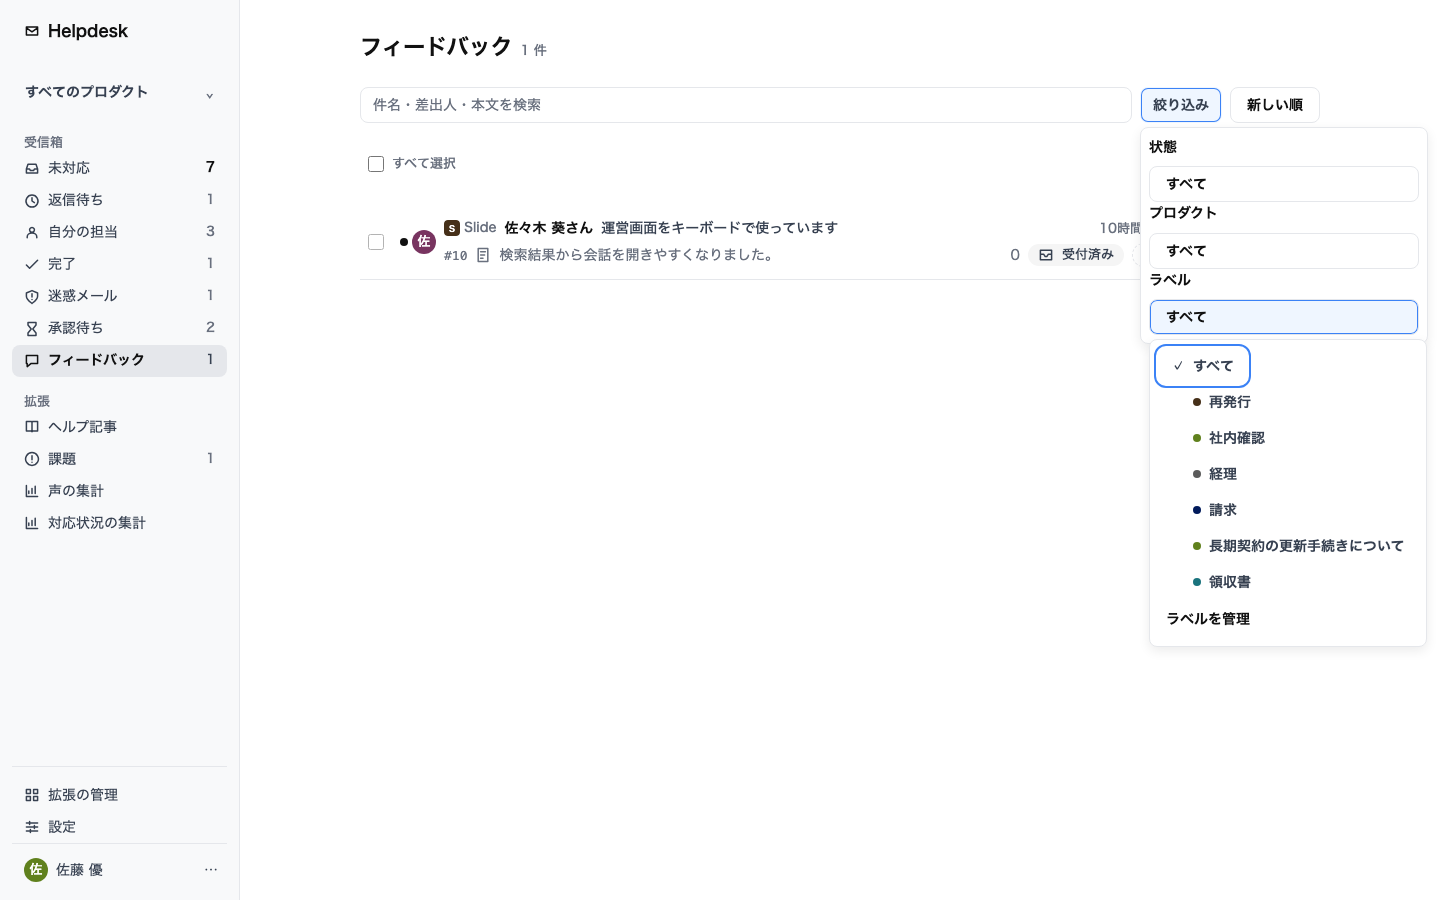 Helpdesk
すべてのプロダクト
受信箱
未対応 7
返信待ち 1
自分の担当 3
完了 1
迷惑メール 1
承認待ち 2
フィードバック 1
拡張
ヘルプ記事
課題 1
声の集計
対応状況の集計
拡張の管理
設定
佐 佐藤 優 …
フィードバック 1 件
件名・差出人・本文を検索
絞り込み
新しい順
すべて選択
佐
S Slide 佐々木 葵さん 運営画面をキーボードで使っています 10時間
#10 検索結果から会話を開きやすくなりました。 0 受付済み
状態
すべて
プロダクト
すべて
ラベル
すべて
✓ すべて
再発行
社内確認
経理
請求
長期契約の更新手続きについて
領収書
ラベルを管理